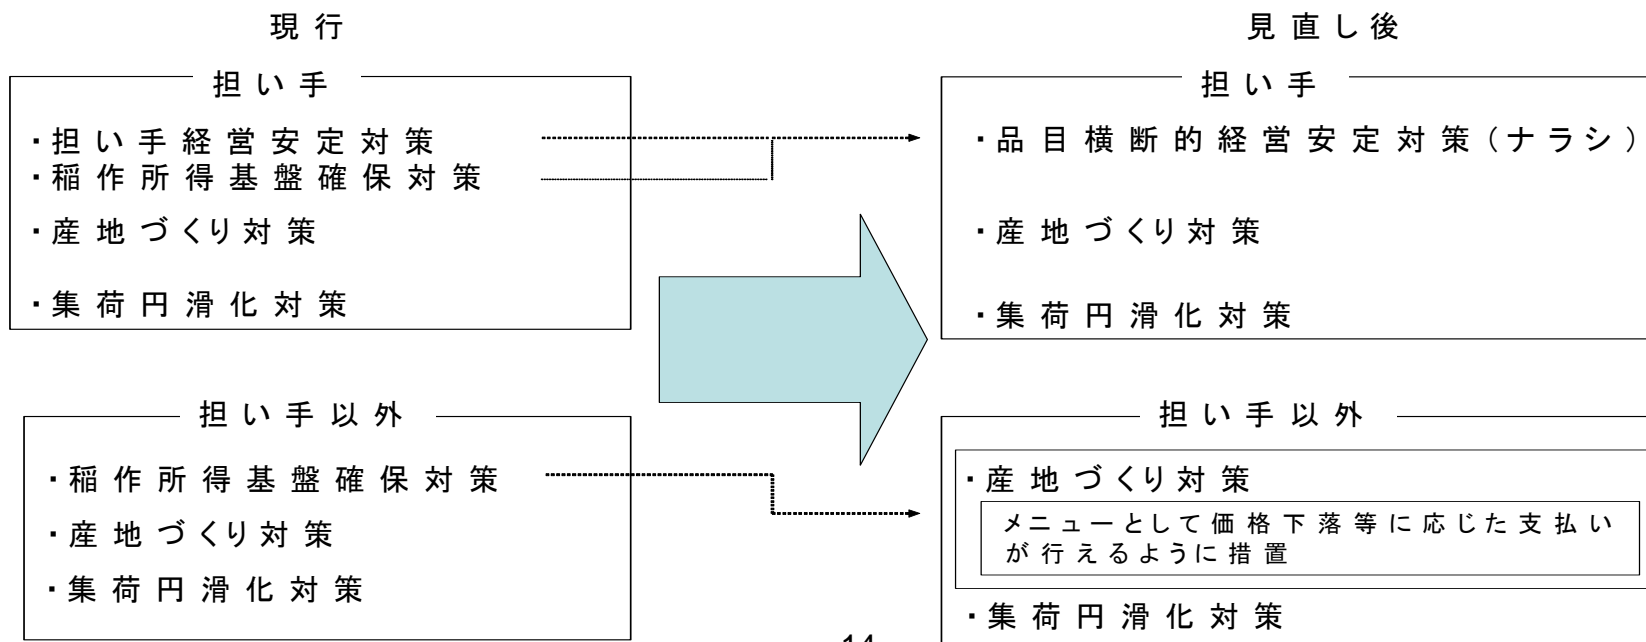 現行
担い手
・担い手経営安定対策
・稲作所得基盤確保対策
・産地づくり対策
・集荷円滑化対策
担い手以外
・稲作所得基盤確保対策
・産地づくり対策
・集荷円滑化対策
見直し後
担い手
・品目横断的経営安定対策(ナラシ)
・産地づくり対策
・集荷円滑化対策
担い手以外
・産地づくり対策
メニューとして価格下落等に応じた支払い
が行えるように措置
・集荷円滑化対策
14